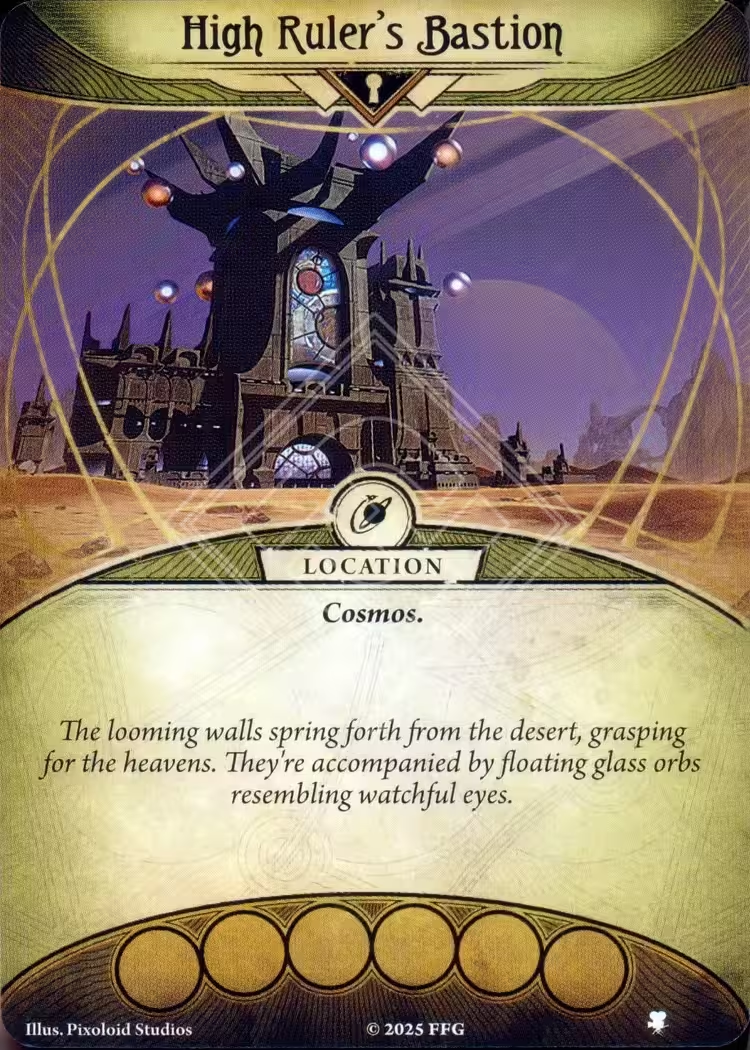 High Ruler's Bastion
LOCATION
Cosmos.
The looming walls spring forth from the desert, grasping
for the heavens. They're accompanied by floating glass orbs
resembling watchful eyes.
Illus. Pixoloid Studios
© 2025 FFG